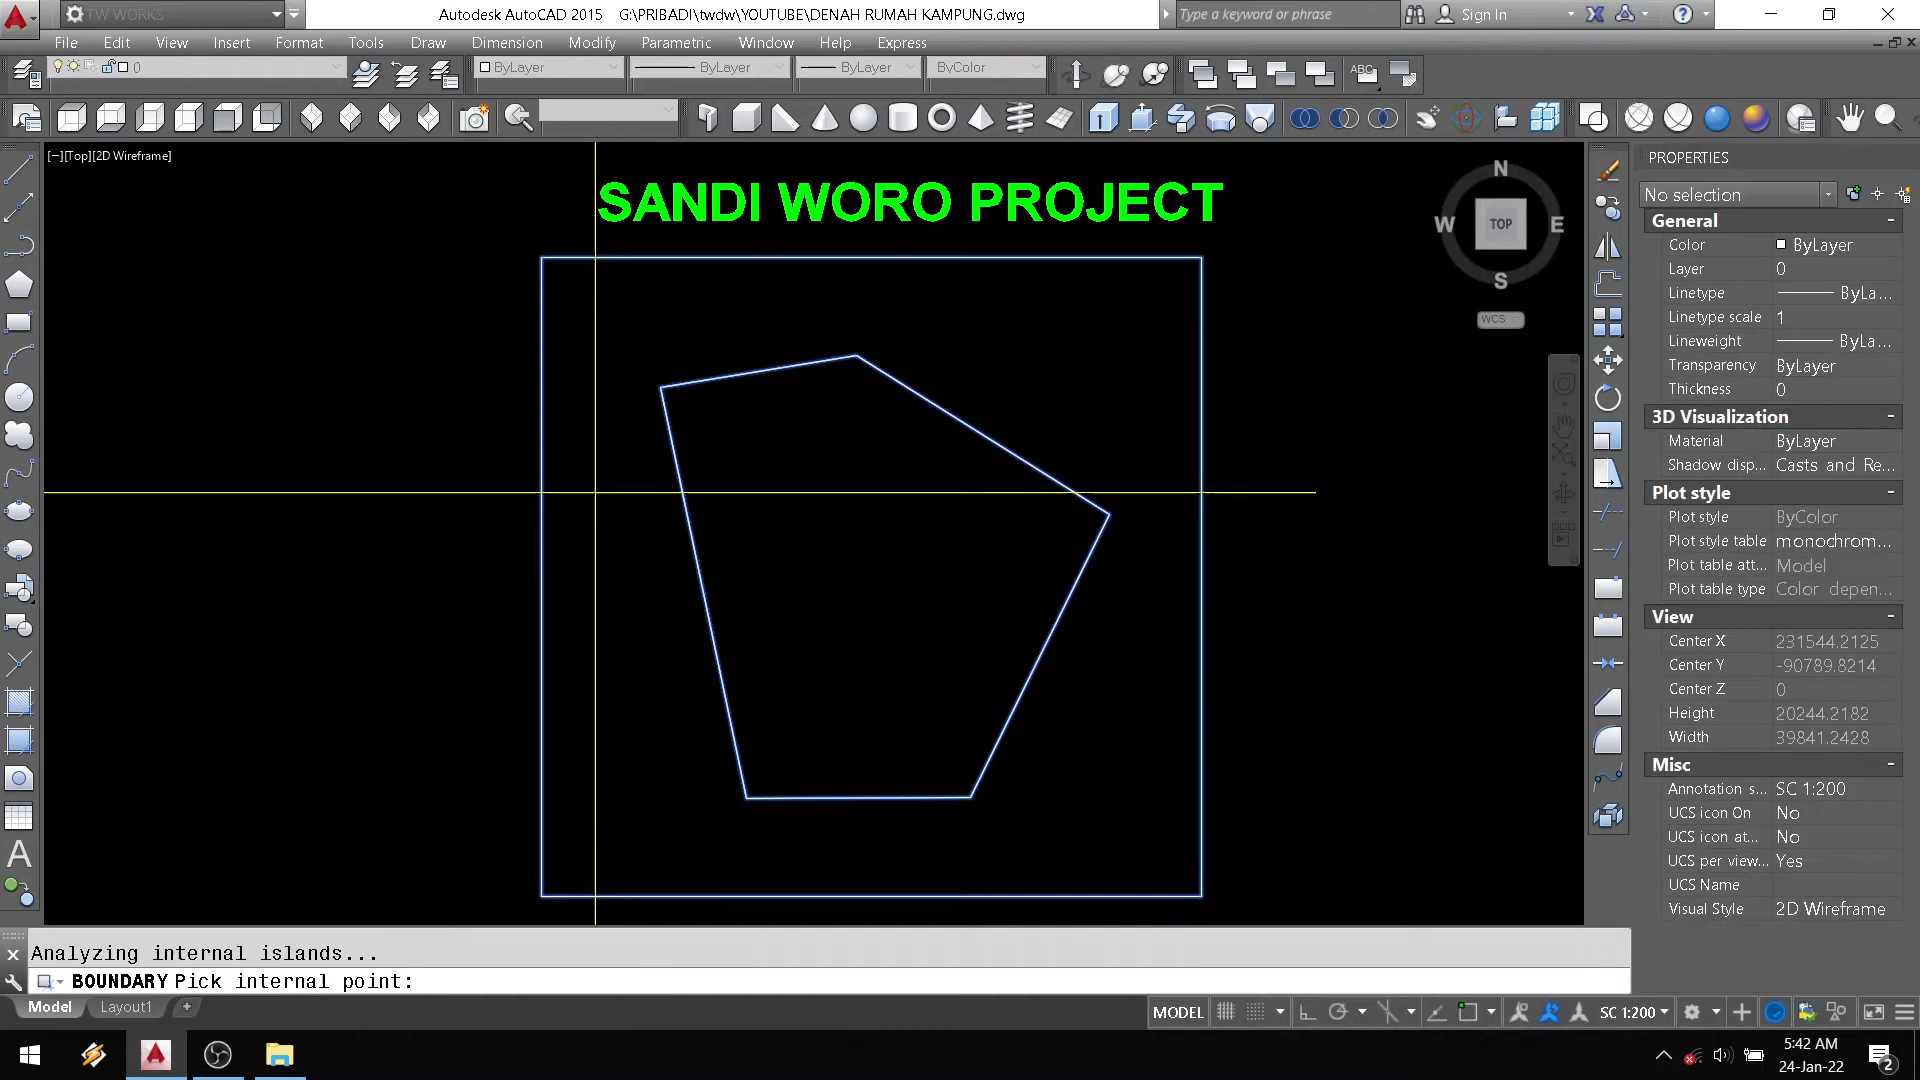 TW WORKS
Autodesk AutoCAD 2015 G:\PRIBADI\twdw\YOUTUBE\DENAH RUMAH KAMPUNG.dwg
Type a keyword or phrase
Sign In
File Edit View Insert Format Tools Draw Dimension Modify Parametric Window Help Express
0
ByLayer
ByLayer
ByLayer
ByColor
ABC
[−][Top][2D Wireframe]
SANDI WORO PROJECT
N
W
TOP
E
S
WCS
PROPERTIES
No selection
General
Color ByLayer
Layer 0
Linetype ByLa...
Linetype scale 1
Lineweight ByLa...
Transparency ByLayer
Thickness 0
3D Visualization
Material ByLayer
Shadow disp... Casts and Re...
Plot style
Plot style ByColor
Plot style table monochrom...
Plot table att... Model
Plot table type Color depen...
View
Center X 231544.2125
Center Y -90789.8214
Center Z 0
Height 20244.2182
Width 39841.2428
Misc
Annotation s... SC 1:200
UCS icon On No
UCS icon at... No
UCS per view... Yes
UCS Name
Visual Style 2D Wireframe
A
Analyzing internal islands...
BOUNDARY Pick internal point:
Model Layout1 +
MODEL
SC 1:200
5:42 AM
24-Jan-22
2